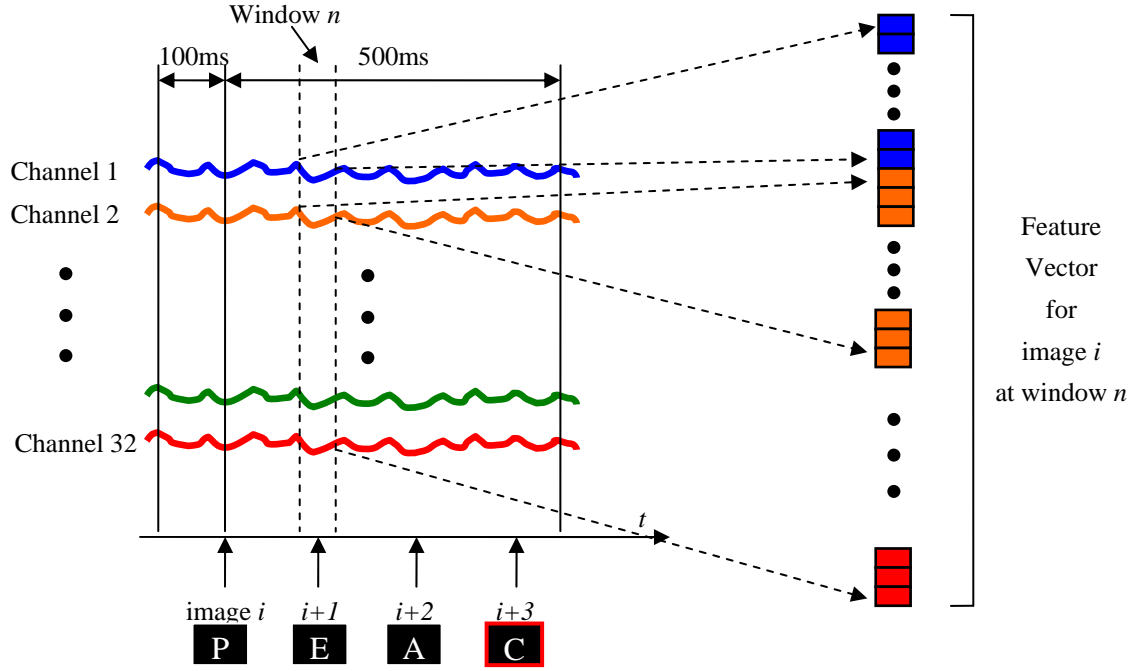 Window n
100ms
500ms
Channel 1
Channel 2
Channel 32
t
image i
i+1
i+2
i+3
P
E
A
C
Feature
Vector
for
image i
at window n